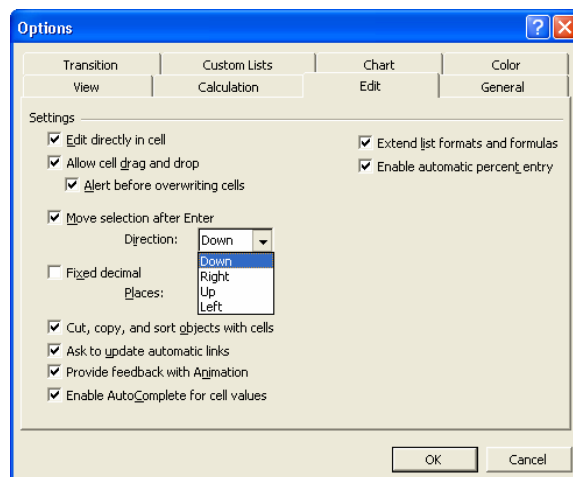 Options
Transition
Custom Lists
Chart
Color
View
Calculation
Edit
General
Settings
Edit directly in cell
Allow cell drag and drop
Alert before overwriting cells
Move selection after Enter
Direction:
Down
Down
Right
Up
Left
Fixed decimal
Places:
Cut, copy, and sort objects with cells
Ask to update automatic links
Provide feedback with Animation
Enable AutoComplete for cell values
Extend list formats and formulas
Enable automatic percent entry
OK
Cancel